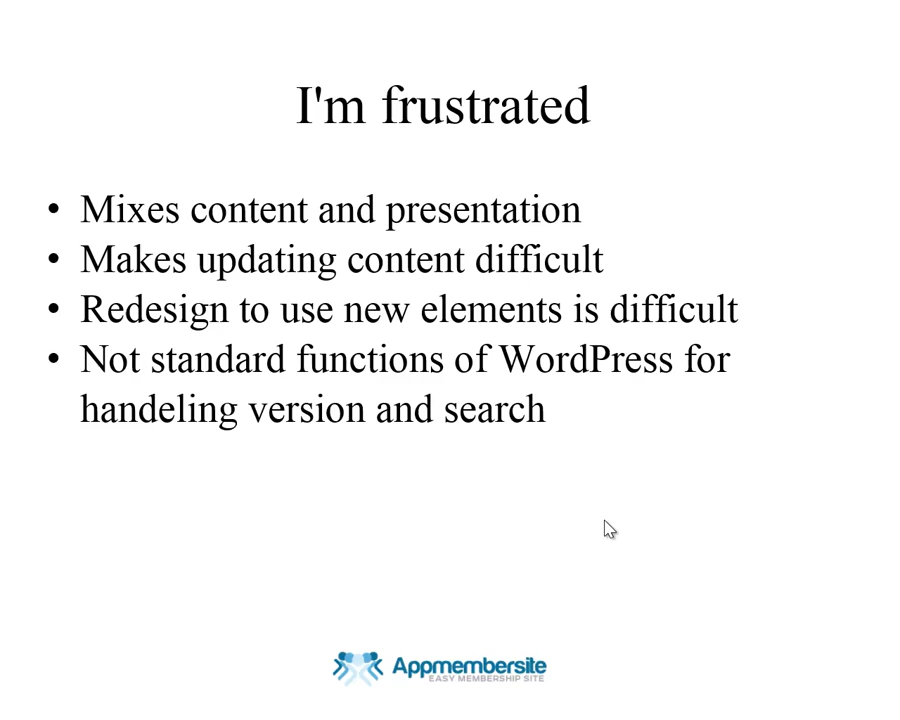 I'm frustrated
• Mixes content and presentation
• Makes updating content difficult
• Redesign to use new elements is difficult
• Not standard functions of WordPress for
handeling version and search
Appmembersite
EASY MEMBERSHIP SITE